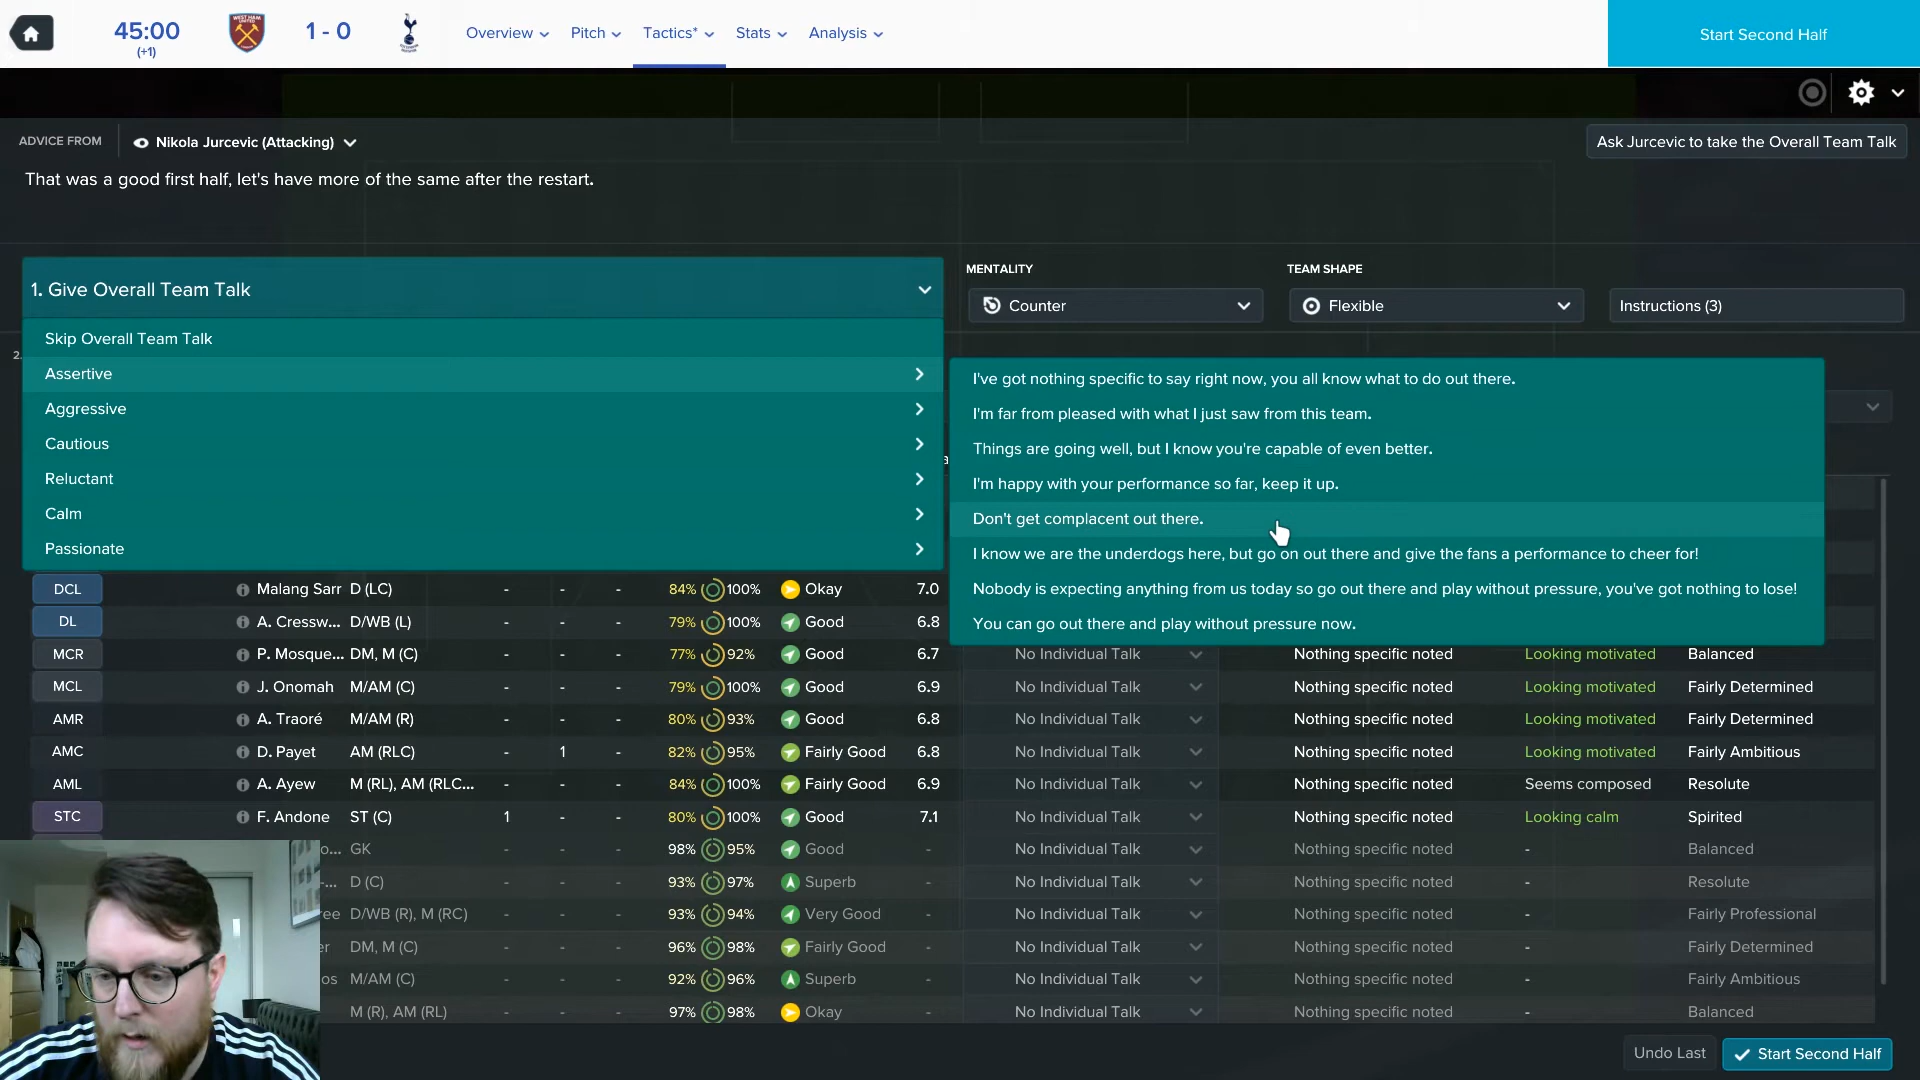 45:00
(+1)
WEST HAM UNITED
1 - 0
Overview
Pitch
Tactics*
Stats
Analysis
Start Second Half
ADVICE FROM
Nikola Jurcevic (Attacking)
Ask Jurcevic to take the Overall Team Talk
That was a good first half, let's have more of the same after the restart.
1. Give Overall Team Talk
MENTALITY
Counter
TEAM SHAPE
Flexible
Instructions (3)
Skip Overall Team Talk
2.
Assertive
Aggressive
Cautious
Reluctant
Calm
Passionate
I've got nothing specific to say right now, you all know what to do out there.
I'm far from pleased with what I just saw from this team.
Things are going well, but I know you're capable of even better.
I'm happy with your performance so far, keep it up.
Don't get complacent out there.
I know we are the underdogs here, but go on out there and give the fans a performance to cheer for!
Nobody is expecting anything from us today so go out there and play without pressure, you've got nothing to lose!
You can go out there and play without pressure now.
DCL Malang Sarr D (LC) - - - 84% 100% Okay 7.0
DL A. Cressw... D/WB (L) - - - 79% 100% Good 6.8
MCR P. Mosque... DM, M (C) - - - 77% 92% Good 6.7 No Individual Talk Nothing specific noted Looking motivated Balanced
MCL J. Onomah M/AM (C) - - - 79% 100% Good 6.9 No Individual Talk Nothing specific noted Looking motivated Fairly Determined
AMR A. Traoré M/AM (R) - - - 80% 93% Good 6.8 No Individual Talk Nothing specific noted Looking motivated Fairly Determined
AMC D. Payet AM (RLC) - 1 - 82% 95% Fairly Good 6.8 No Individual Talk Nothing specific noted Looking motivated Fairly Ambitious
AML A. Ayew M (RL), AM (RLC... - - - 84% 100% Fairly Good 6.9 No Individual Talk Nothing specific noted Seems composed Resolute
STC F. Andone ST (C) 1 - - 80% 100% Good 7.1 No Individual Talk Nothing specific noted Looking calm Spirited
o... GK - - - 98% 95% Good - No Individual Talk Nothing specific noted - Balanced
-... D (C) - - - 93% 97% Superb - No Individual Talk Nothing specific noted - Resolute
ree D/WB (R), M (RC) - - - 93% 94% Very Good - No Individual Talk Nothing specific noted - Fairly Professional
er DM, M (C) - - - 96% 98% Fairly Good - No Individual Talk Nothing specific noted - Fairly Determined
os M/AM (C) - - - 92% 96% Superb - No Individual Talk Nothing specific noted - Fairly Ambitious
M (R), AM (RL) - - - 97% 98% Okay - No Individual Talk Nothing specific noted - Balanced
Undo Last
Start Second Half